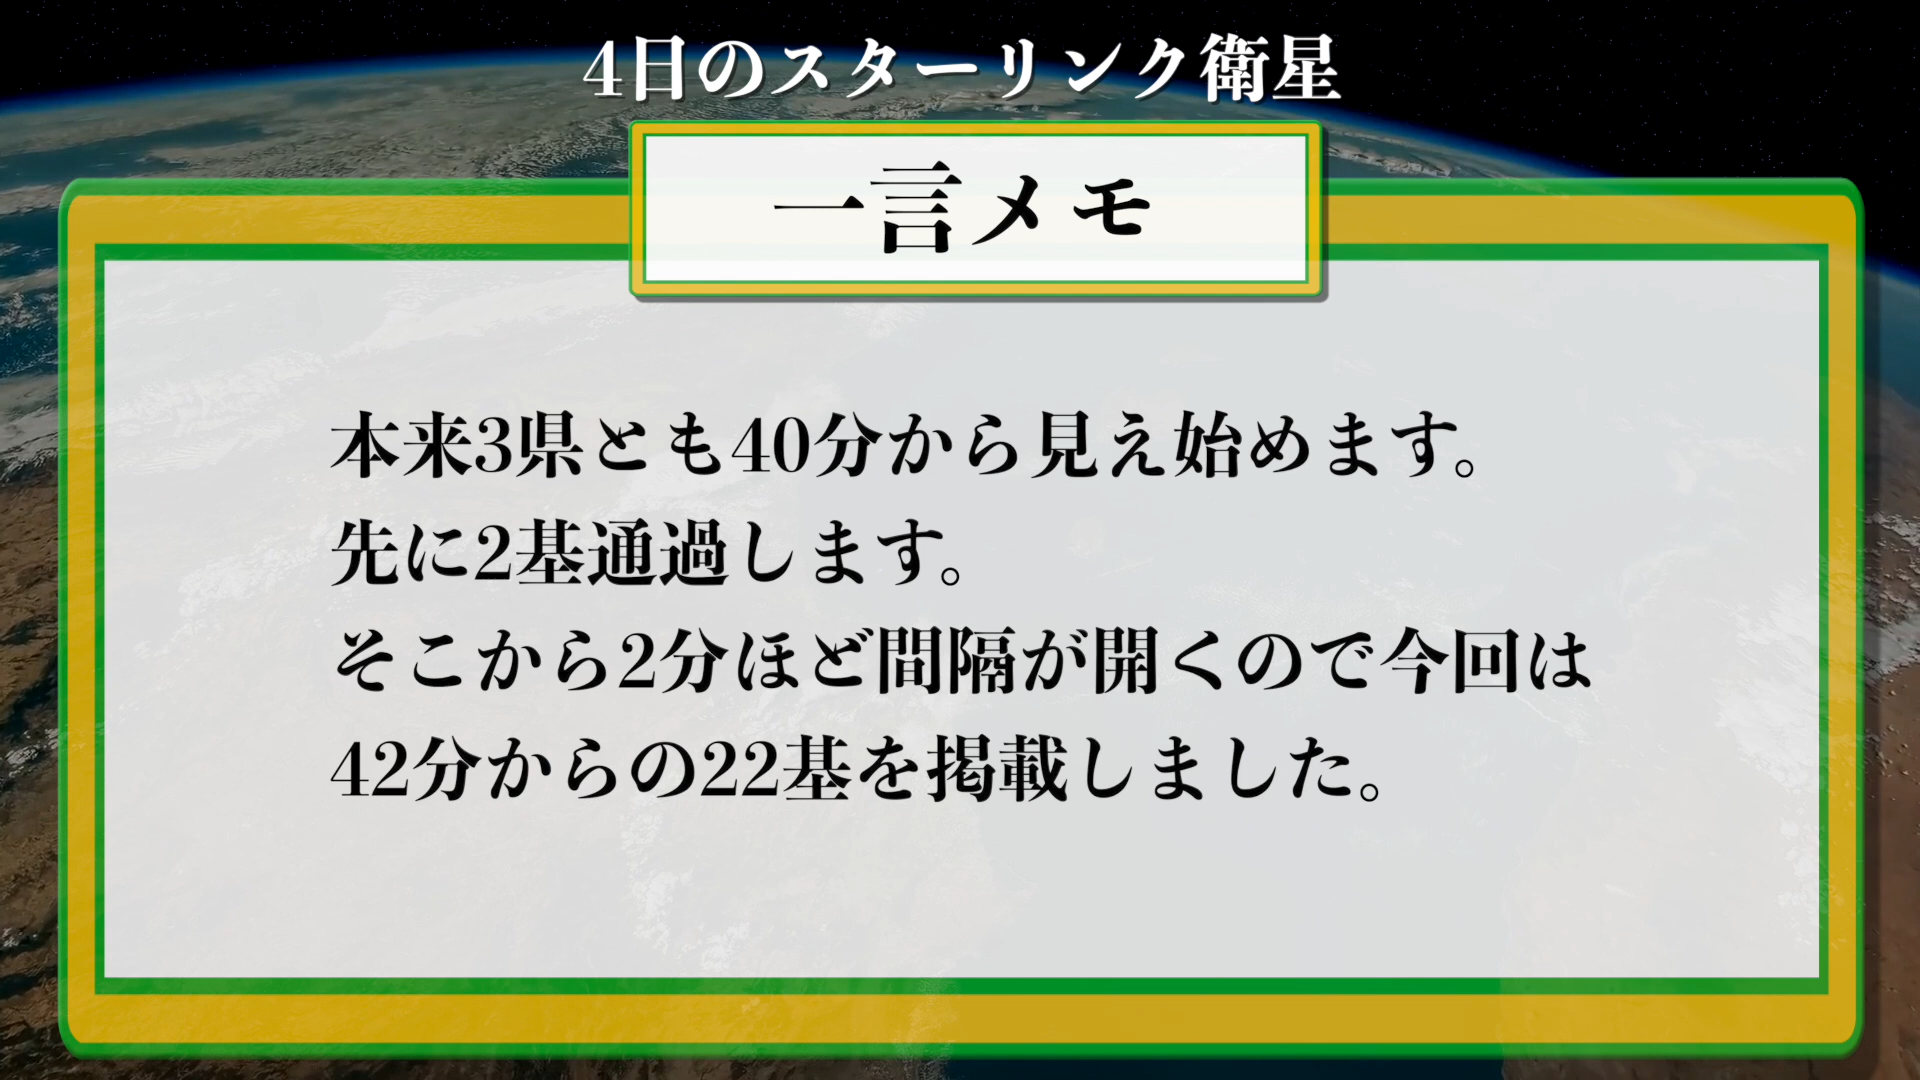 4日のスターリンク衛星
一言メモ
本来3県とも40分から見え始めます。
先に2基通過します。
そこから2分ほど間隔が開くので今回は
42分からの22基を掲載しました。